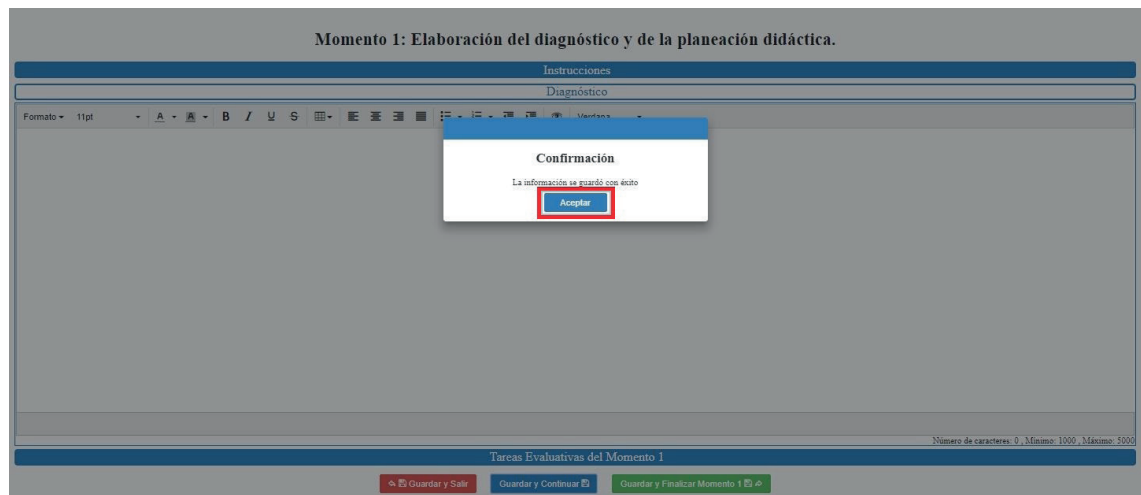 Momento 1: Elaboración del diagnóstico y de la planeación didáctica.
Instrucciones
Diagnóstico
Formato 11pt A A B I U S Verdana
Confirmación
La información se guardó con éxito
Aceptar
Número de caracteres: 0 , Mínimo: 1000 , Máximo: 5000
Tareas Evaluativas del Momento 1
Guardar y Salir Guardar y Continuar Guardar y Finalizar Momento 1